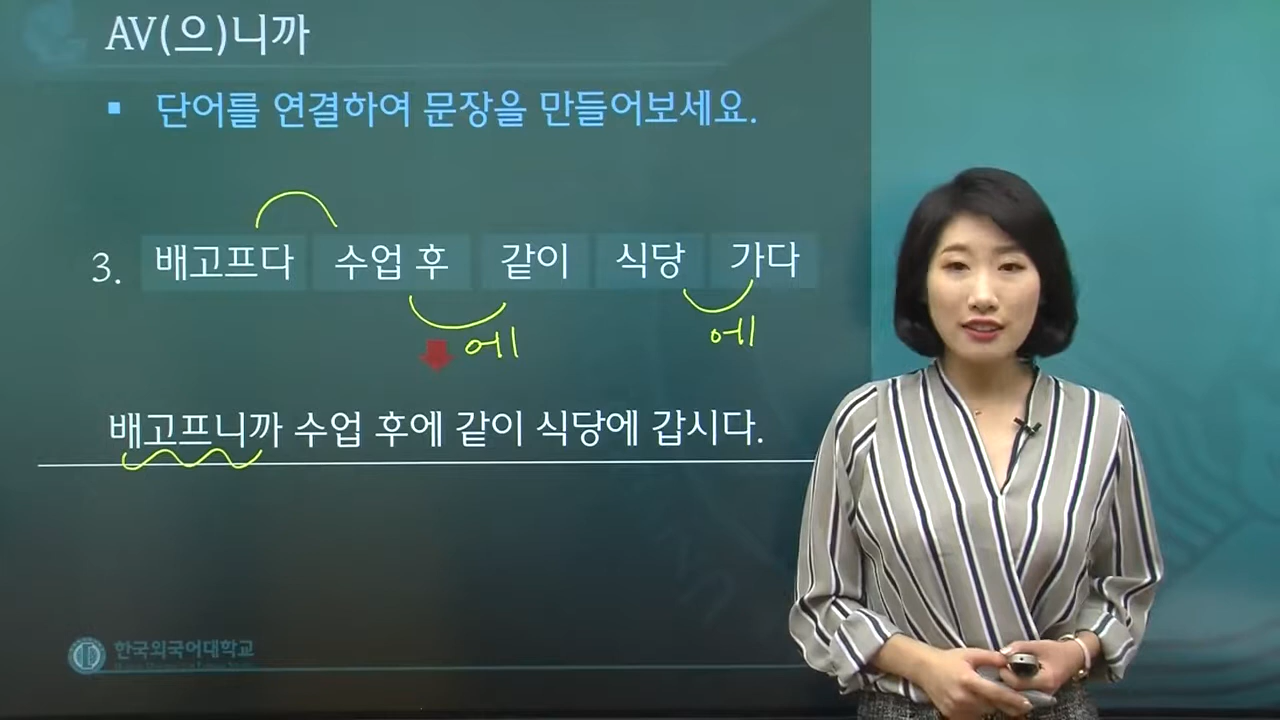 AV(으)니까
▪ 단어를 연결하여 문장을 만들어보세요.
3. 배고프다 수업 후 같이 식당 가다
에 에
배고프니까 수업 후에 같이 식당에 갑시다.
한국외국어대학교